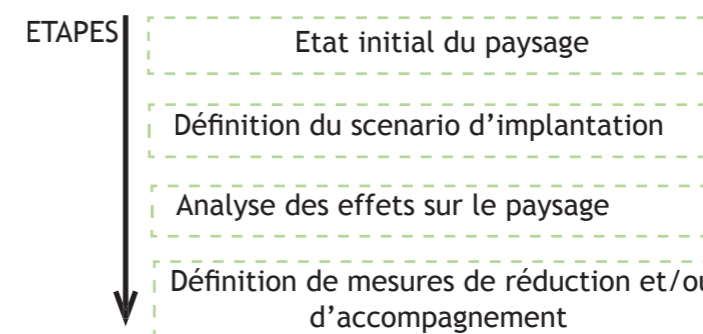 ETAPES
Etat initial du paysage
Définition du scenario d’implantation
Analyse des effets sur le paysage
Définition de mesures de réduction et/ou
d’accompagnement